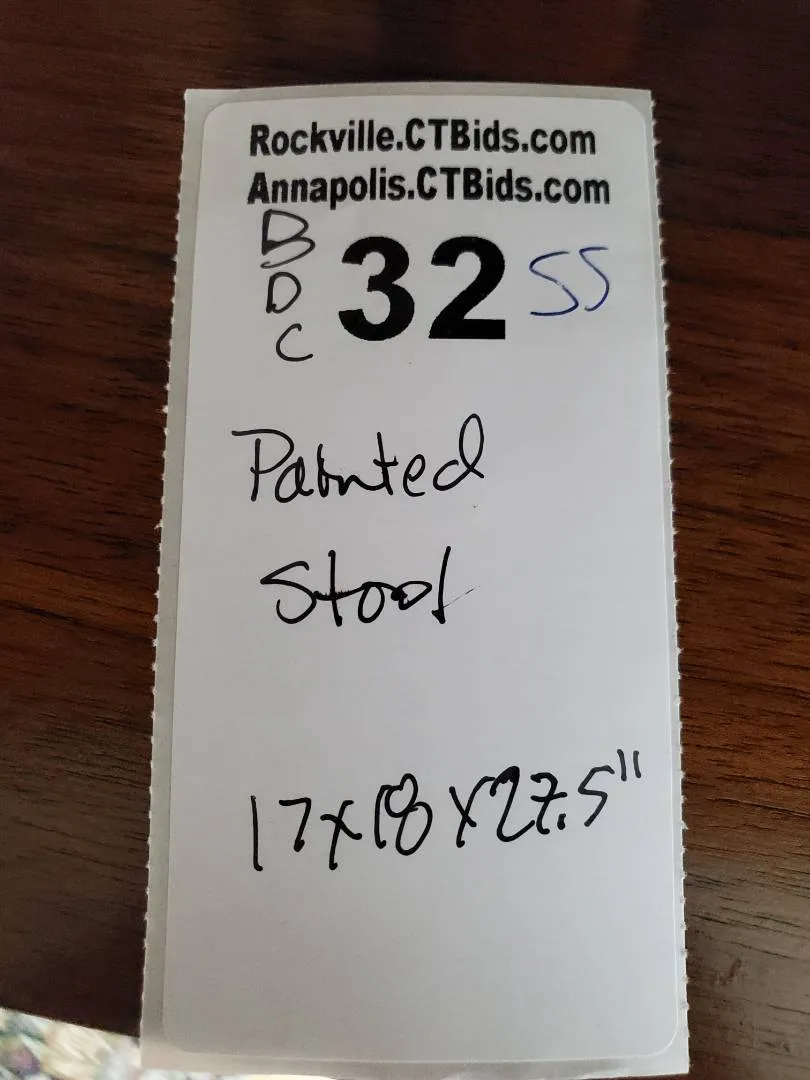 Rockville.CTBids.com
Annapolis.CTBids.com
B
D 32 SS
C
Painted
Stool
17x18x27.5"